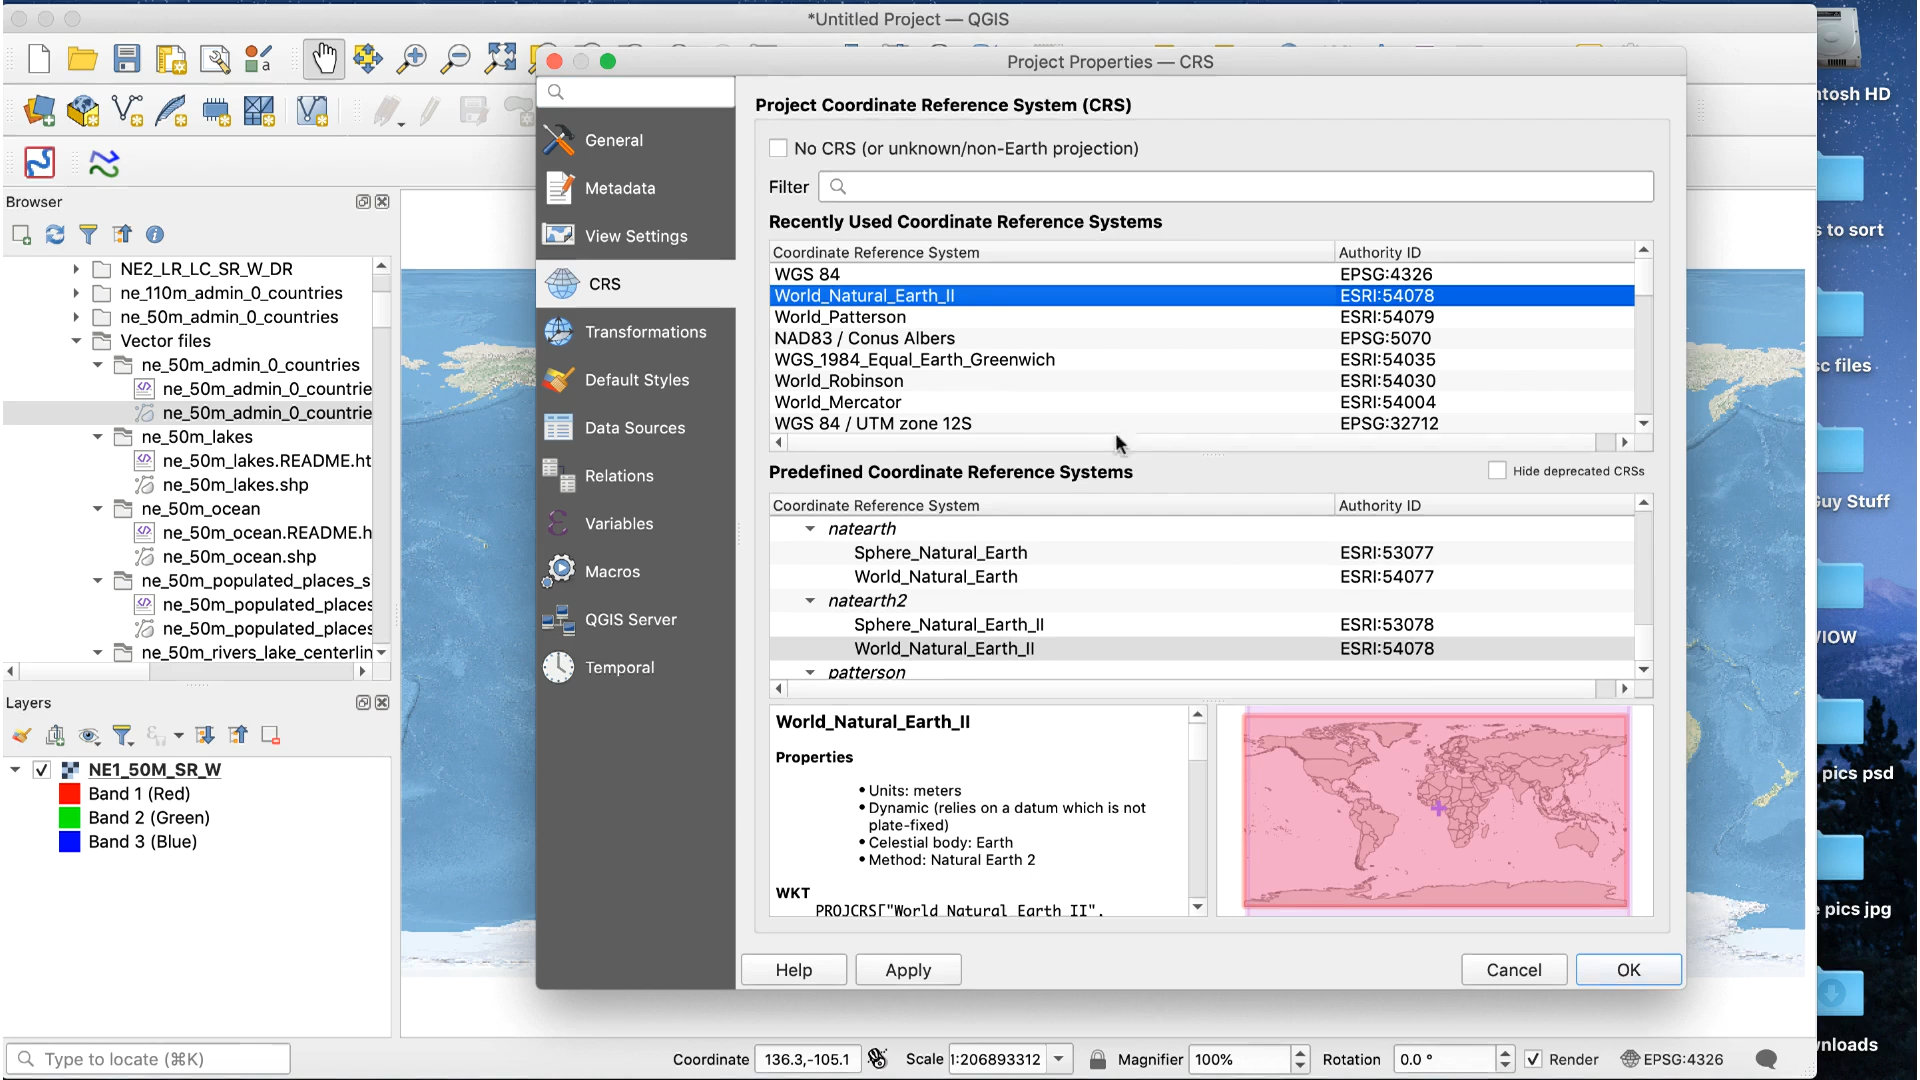 *Untitled Project — QGIS
Project Properties — CRS
Browser
NE2_LR_LC_SR_W_DR
ne_110m_admin_0_countries
ne_50m_admin_0_countries
Vector files
ne_50m_admin_0_countries
ne_50m_admin_0_countrie
ne_50m_admin_0_countrie
ne_50m_lakes
ne_50m_lakes.README.ht
ne_50m_lakes.shp
ne_50m_ocean
ne_50m_ocean.README.h
ne_50m_ocean.shp
ne_50m_populated_places_s
ne_50m_populated_places
ne_50m_populated_places
ne_50m_rivers_lake_centerlin
Layers
NE1_50M_SR_W
Band 1 (Red)
Band 2 (Green)
Band 3 (Blue)
General
Metadata
View Settings
CRS
Transformations
Default Styles
Data Sources
Relations
Variables
Macros
QGIS Server
Temporal
Project Coordinate Reference System (CRS)
No CRS (or unknown/non-Earth projection)
Filter
Recently Used Coordinate Reference Systems
Coordinate Reference System Authority ID
WGS 84 EPSG:4326
World_Natural_Earth_II ESRI:54078
World_Patterson ESRI:54079
NAD83 / Conus Albers EPSG:5070
WGS_1984_Equal_Earth_Greenwich ESRI:54035
World_Robinson ESRI:54030
World_Mercator ESRI:54004
WGS 84 / UTM zone 12S EPSG:32712
Predefined Coordinate Reference Systems Hide deprecated CRSs
Coordinate Reference System Authority ID
natearth
Sphere_Natural_Earth ESRI:53077
World_Natural_Earth ESRI:54077
natearth2
Sphere_Natural_Earth_II ESRI:53078
World_Natural_Earth_II ESRI:54078
patterson
World_Natural_Earth_II
Properties
• Units: meters
• Dynamic (relies on a datum which is not
plate-fixed)
• Celestial body: Earth
• Method: Natural Earth 2
WKT
PROJCRS["World Natural Earth II",
Help Apply Cancel OK
Type to locate (⌘K) Coordinate 136.3,-105.1 Scale 1:206893312 Magnifier 100% Rotation 0.0 ° Render EPSG:4326
ntosh HD
s to sort
sc files
Guy Stuff
VIOW
pics psd
e pics jpg
wnloads